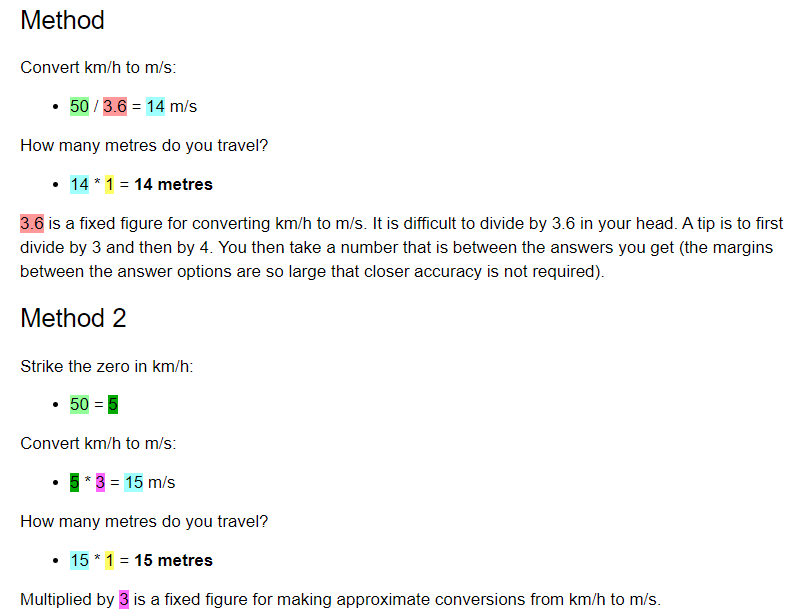 Method
Convert km/h to m/s:
• 50 / 3.6 = 14 m/s
How many metres do you travel?
• 14 * 1 = 14 metres
3.6 is a fixed figure for converting km/h to m/s. It is difficult to divide by 3.6 in your head. A tip is to first
divide by 3 and then by 4. You then take a number that is between the answers you get (the margins
between the answer options are so large that closer accuracy is not required).
Method 2
Strike the zero in km/h:
• 50 = 5
Convert km/h to m/s:
• 5 * 3 = 15 m/s
How many metres do you travel?
• 15 * 1 = 15 metres
Multiplied by 3 is a fixed figure for making approximate conversions from km/h to m/s.